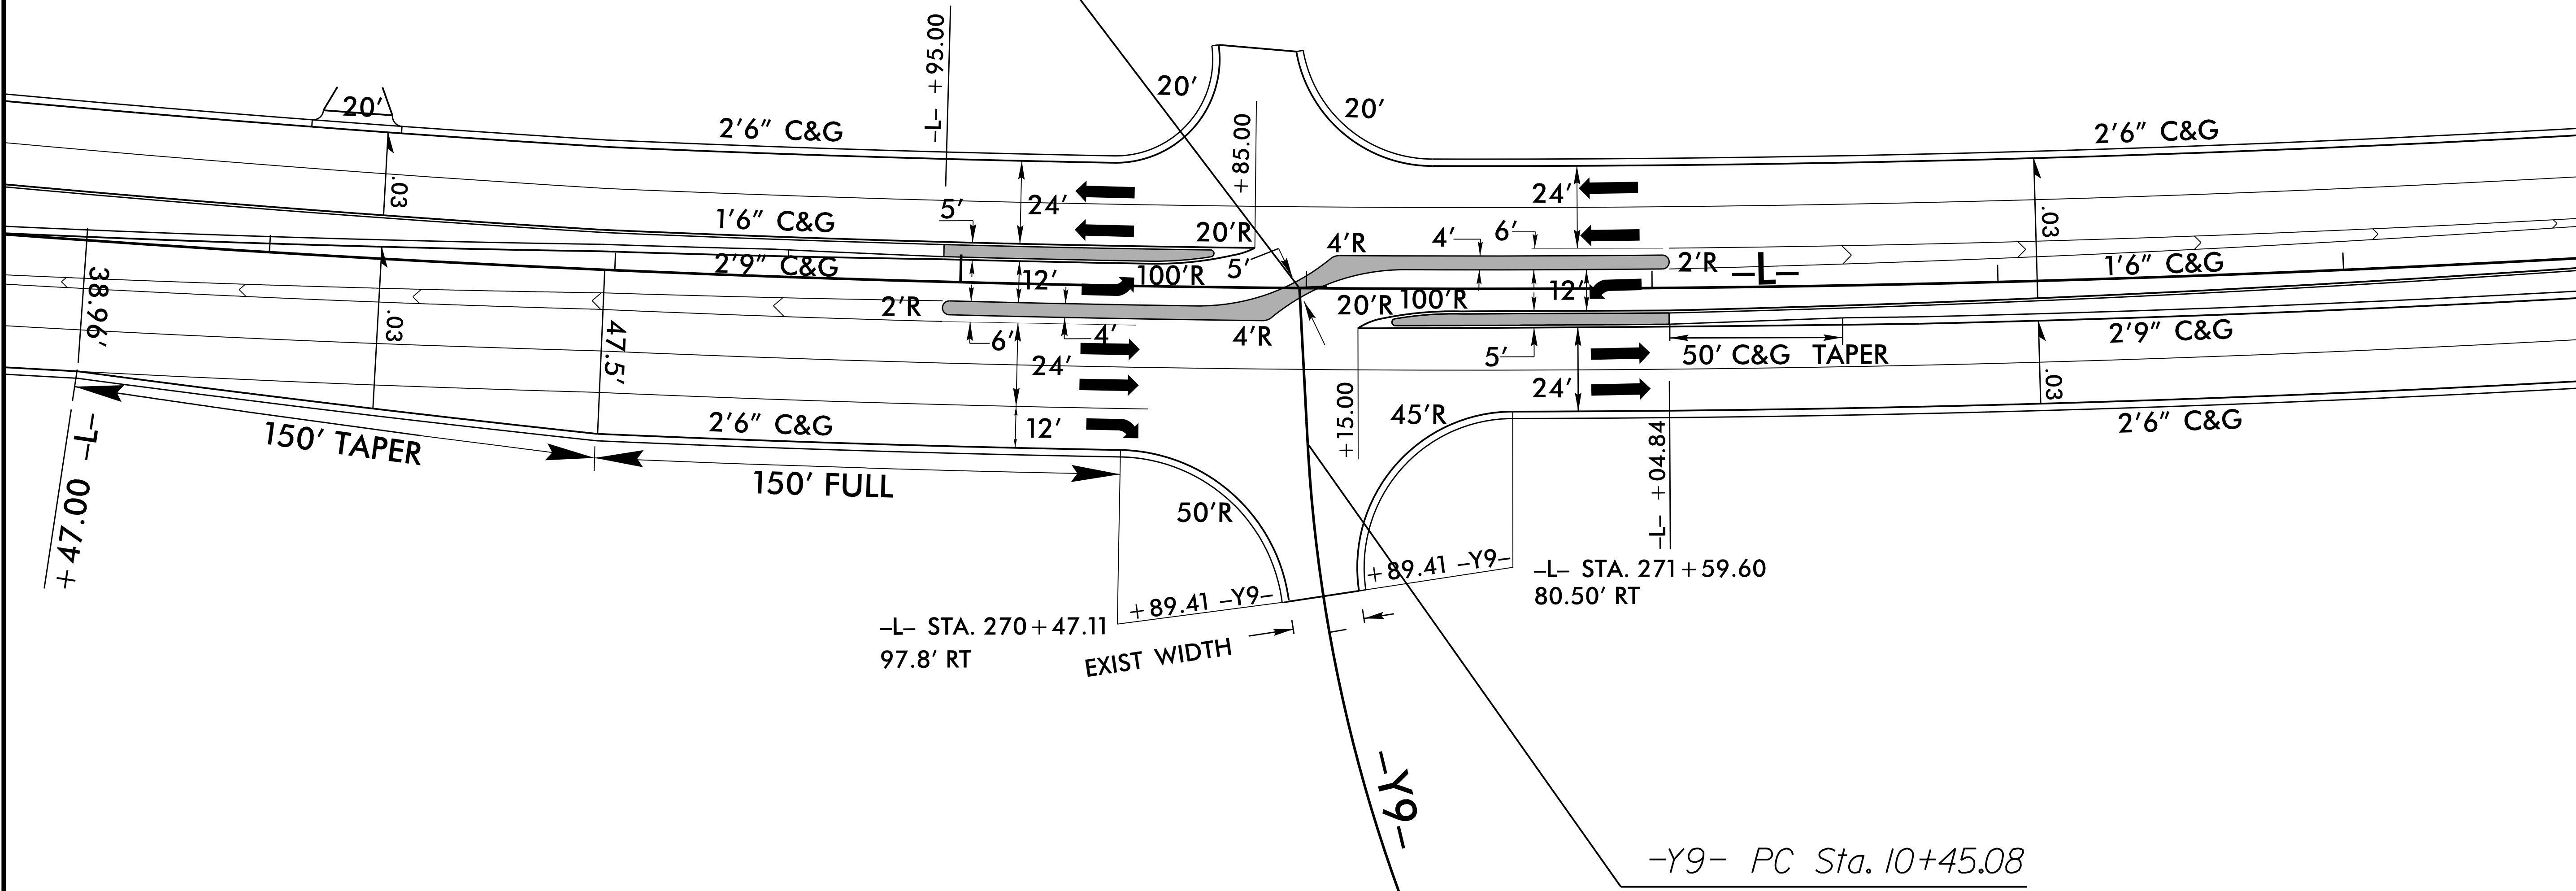 -L- +95.00
20'
20'
20'
2'6" C&G
+85.00
2'6" C&G
.03
24'
24'
5'
1'6" C&G
20'R
4'R
4'
6'
.03
2'9" C&G
12'
100'R
5'
2'R
-L-
1'6" C&G
38.96'
2'R
12'
20'R
100'R
.03
47.5'
6'
4'
4'R
5'
50' C&G TAPER
2'9" C&G
24'
24'
.03
+15.00
45'R
2'6" C&G
12'
2'6" C&G
150' TAPER
150' FULL
+47.00 -L-
50'R
-L- +04.84
+89.41 -Y9-
-L- STA. 271+59.60
80.50' RT
+89.41 -Y9-
-L- STA. 270+47.11
97.8' RT
EXIST WIDTH
-Y9-
-Y9- PC Sta. 10+45.08